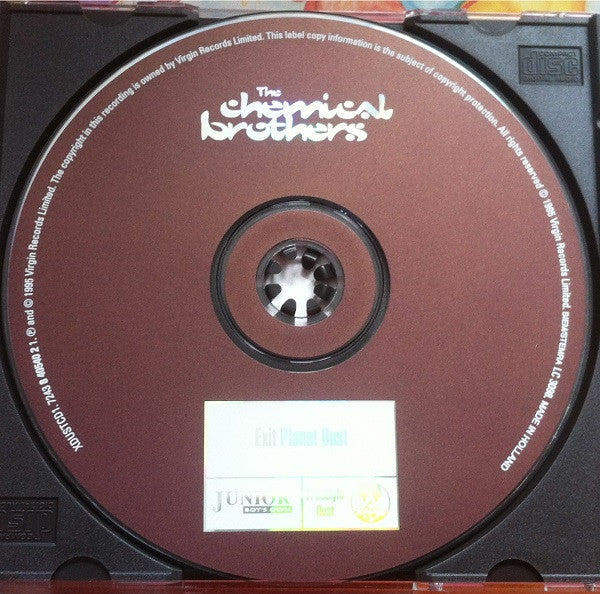 XDUSTCD1. 7243 8 40540 2 1. ℗ and © 1995 Virgin Records Limited. The copyright in this recording is owned by Virgin Records Limited. This label copy information is the subject of copyright protection. All rights reserved © 1995 Virgin Records Limited. BIEM/STEMRA LC 3098. MADE IN HOLLAND
The
chemical
brothers
disc
Exit Planet Dust
JUNIOR
BOY'S OWN
Dust